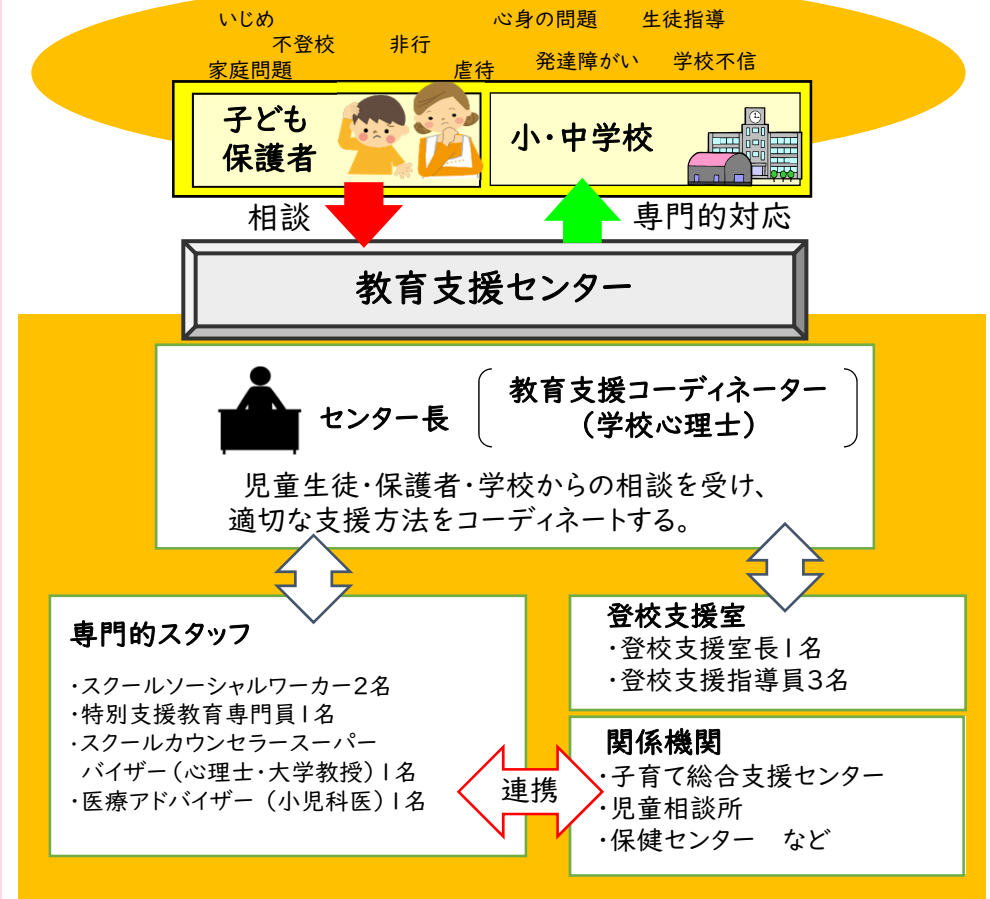 いじめ
不登校
非行
家庭問題
虐待
心身の問題
生徒指導
発達障がい
学校不信
子ども
保護者
小・中学校
相談
専門的対応
教育支援センター
センター長
教育支援コーディネーター
(学校心理士)
児童生徒・保護者・学校からの相談を受け、
適切な支援方法をコーディネートする。
専門的スタッフ
・スクールソーシャルワーカー2名
・特別支援教育専門員1名
・スクールカウンセラースーパー
バイザー(心理士・大学教授)1名
・医療アドバイザー (小児科医)1名
登校支援室
・登校支援室長1名
・登校支援指導員3名
関係機関
・子育て総合支援センター
・児童相談所
・保健センター など
連携